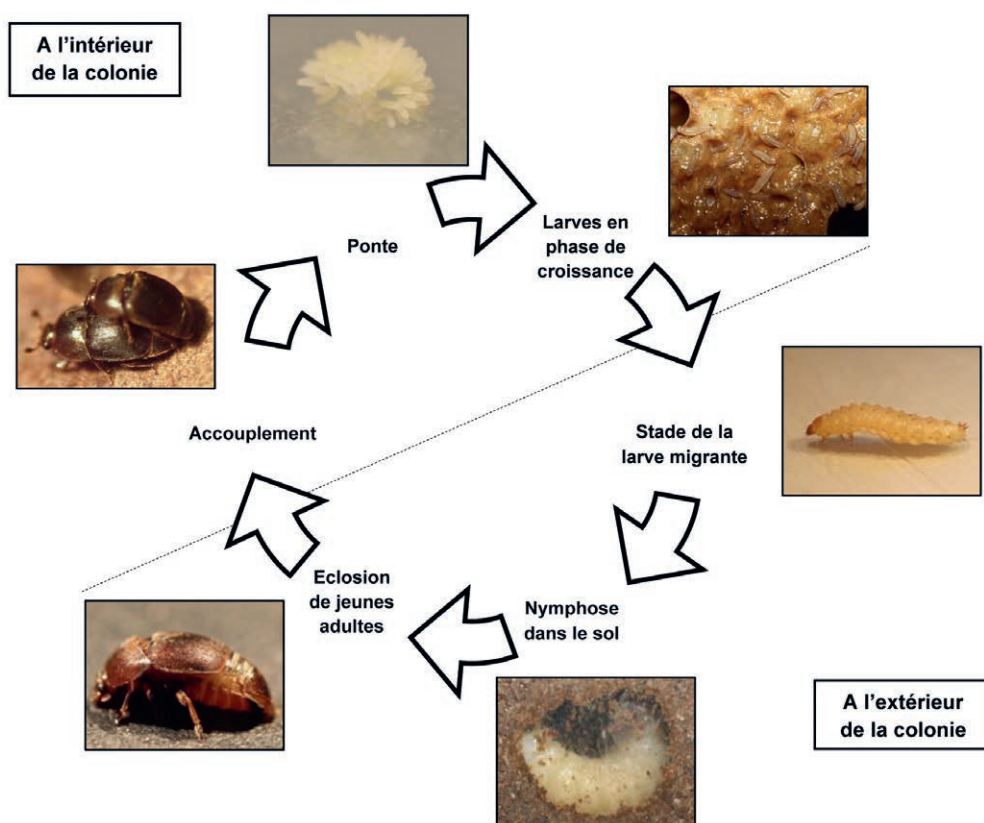 A l'intérieur
de la colonie
Ponte
Larves en
phase de
croissance
Accouplement
Stade de la
larve migrante
Eclosion
de jeunes
adultes
Nymphose
dans le sol
A l'extérieur
de la colonie